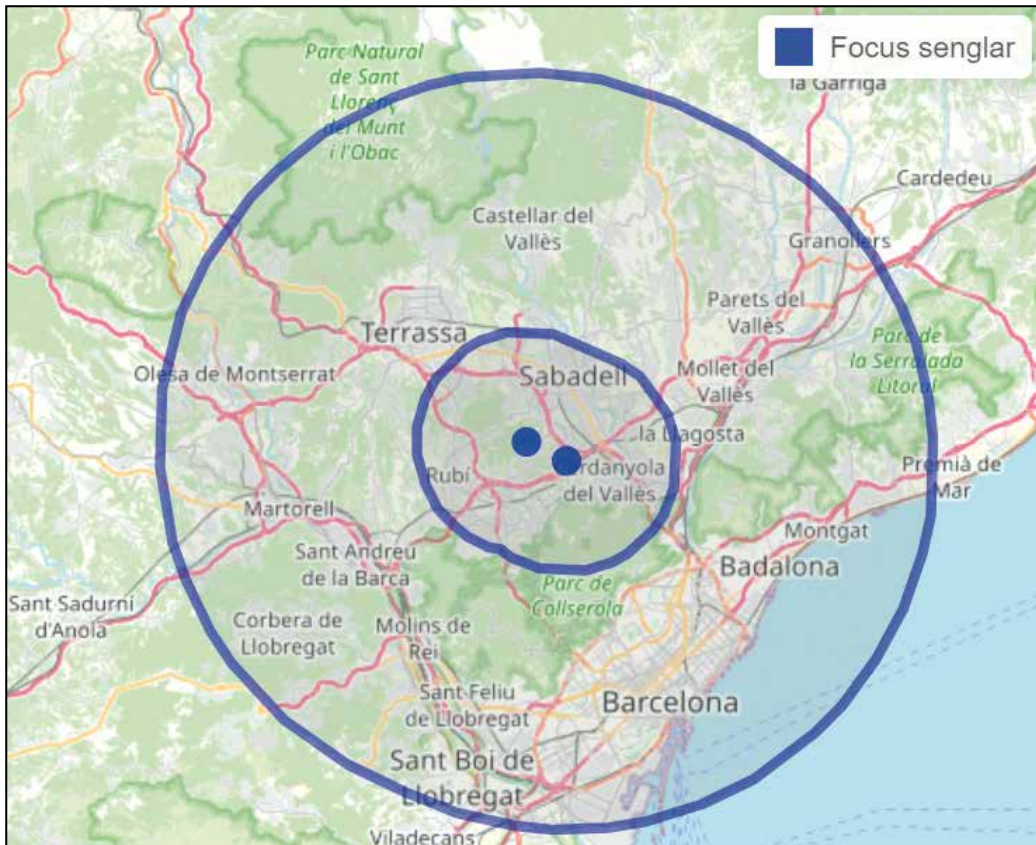 Focus senglar
Parc Natural
de Sant
Llorenç
del Munt
i l'Obac
la Garriga
Cardedeu
Castellar del
Vallès
Granollers
Parets del
Vallès
Terrassa
Parc de
la Serralada
Litoral
Olesa de Montserrat
Sabadell
Mollet del
Vallès
la Llagosta
Rubí
rdanyola
del Vallès
Premià de
Mar
Martorell
Montgat
Sant Andreu
de la Barca
Badalona
Parc de
Collserola
Sant Sadurní
d'Anoia
Corbera de
Llobregat
Molins de
Rei
Sant Feliu
de Llobregat
Barcelona
Sant Boi de
Llobregat
Viladecans